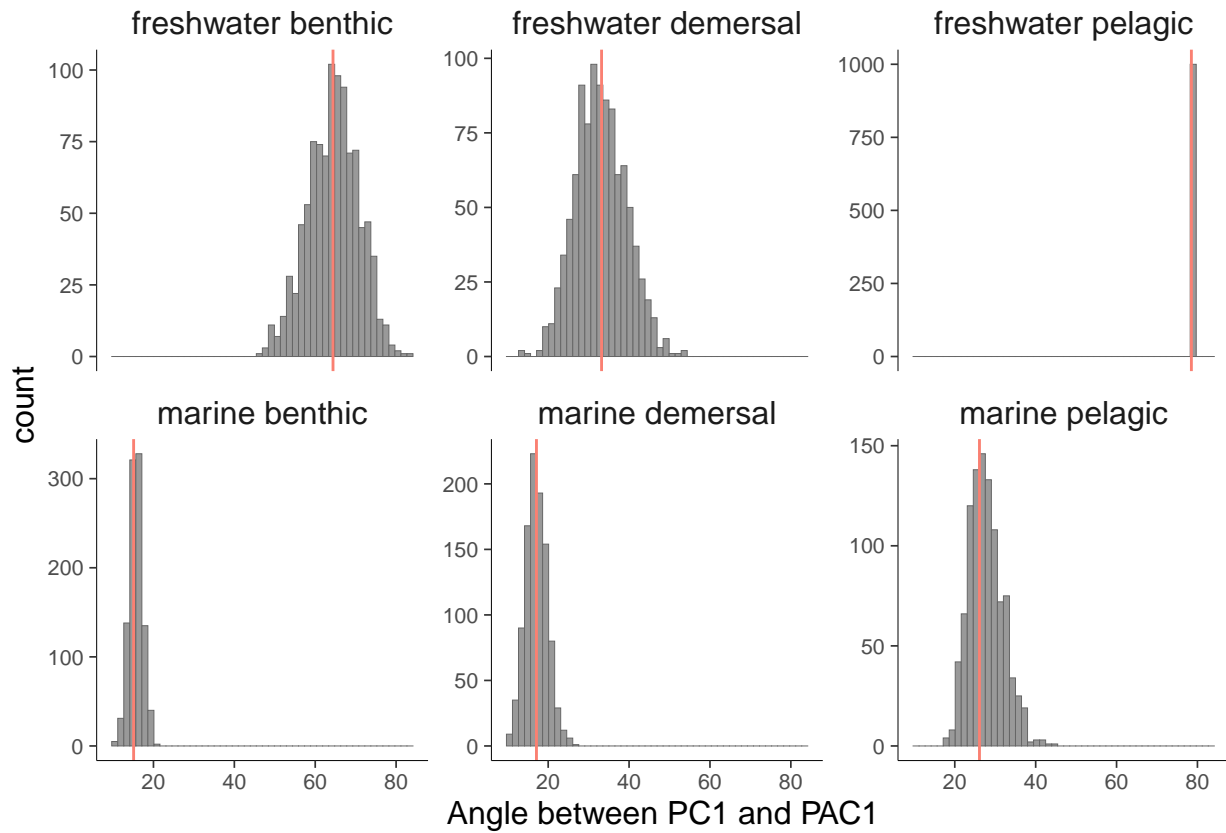 freshwater benthic
freshwater demersal
freshwater pelagic
100
75
50
25
0
100
75
50
25
0
1000
750
500
250
0
count
marine benthic
marine demersal
marine pelagic
300
200
100
0
200
150
100
50
0
150
100
50
0
20 40 60 80
20 40 60 80
20 40 60 80
Angle between PC1 and PAC1